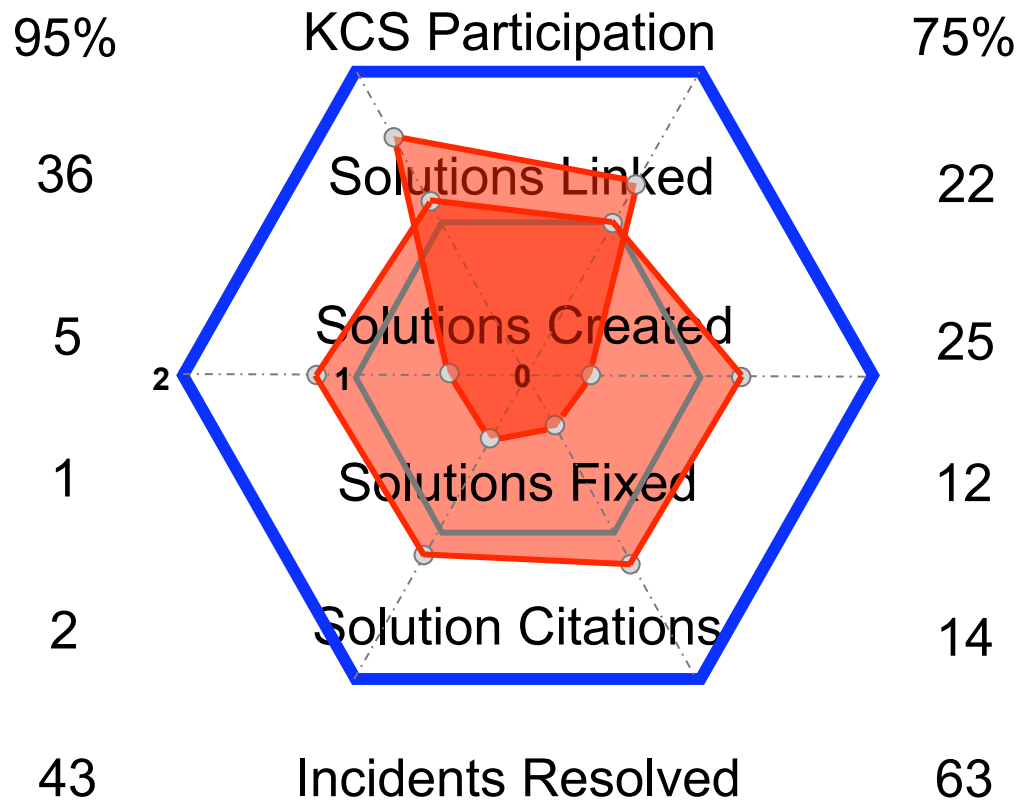 95% KCS Participation 75%
36 Solutions Linked 22
5 Solutions Created 25
2 1 0
1 Solutions Fixed 12
2 Solution Citations 14
43 Incidents Resolved 63